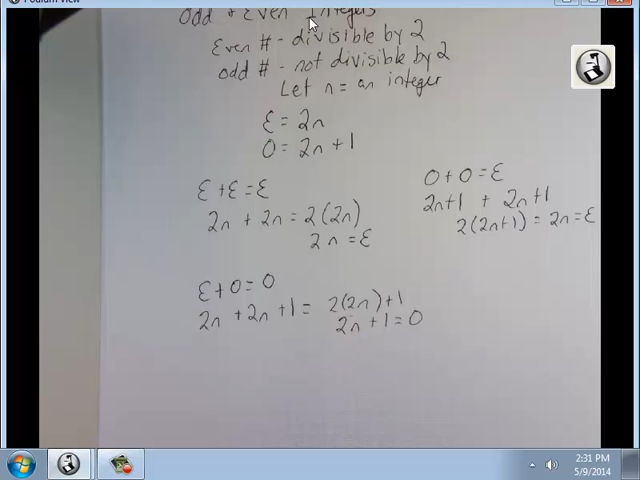 Podium View
Odd + Even Integers
Even # - divisible by 2
odd # - not divisible by 2
Let n = an integer
ε = 2n
O = 2n + 1
ε + ε = ε
2n + 2n = 2(2n)
2n = ε
O + O = ε
2n+1 + 2n+1
2(2n+1) = 2n = ε
ε + O = O
2n + 2n + 1 = 2(2n) + 1
2n + 1 = O
2:31 PM
5/9/2014